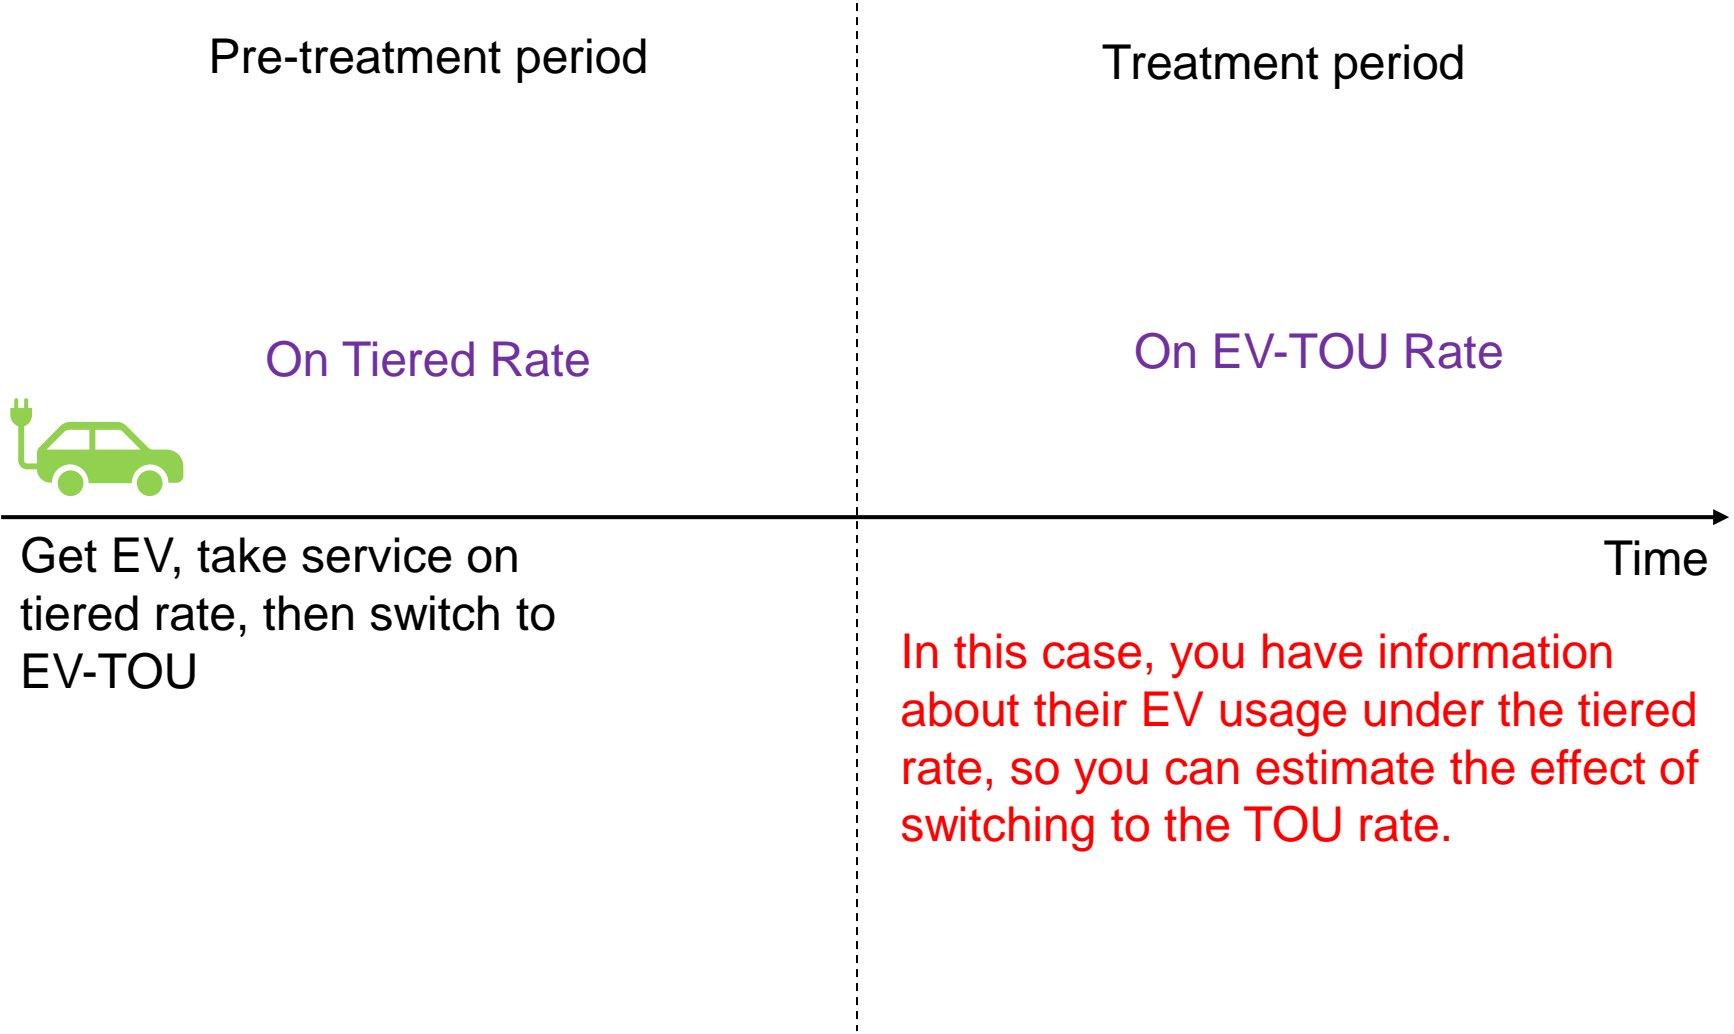 Pre-treatment period
Treatment period
On Tiered Rate
On EV-TOU Rate
Get EV, take service on
tiered rate, then switch to
EV-TOU
Time
In this case, you have information
about their EV usage under the tiered
rate, so you can estimate the effect of
switching to the TOU rate.